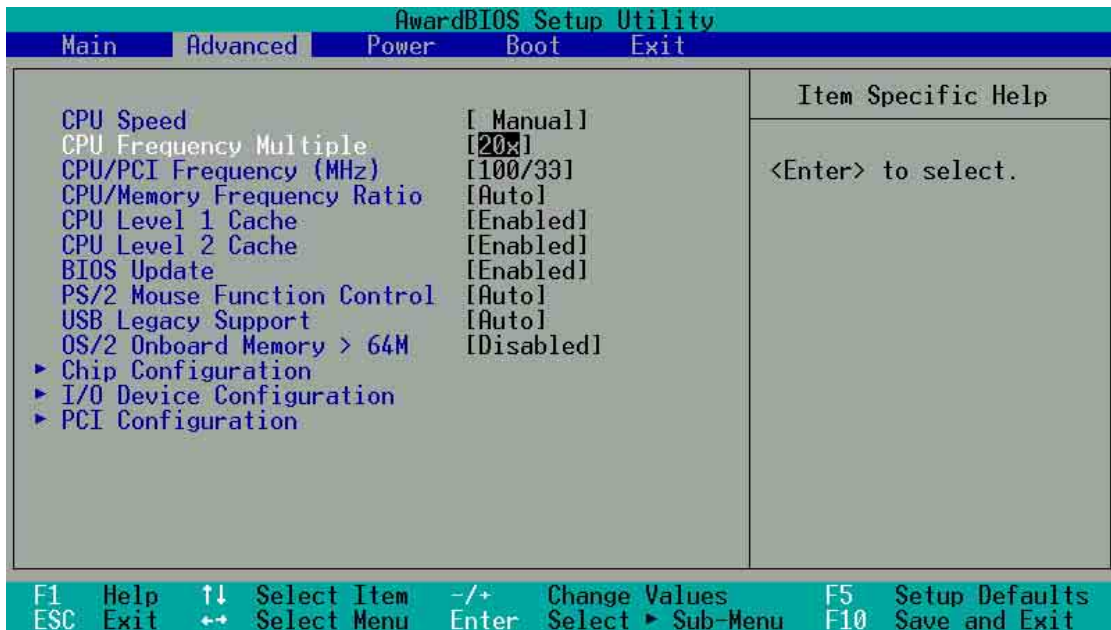 AwardBIOS Setup Utility
Main Advanced Power Boot Exit
Item Specific Help
<Enter> to select.
CPU Speed [ Manual]
CPU Frequency Multiple [20x]
CPU/PCI Frequency (MHz) [100/33]
CPU/Memory Frequency Ratio [Auto]
CPU Level 1 Cache [Enabled]
CPU Level 2 Cache [Enabled]
BIOS Update [Enabled]
PS/2 Mouse Function Control [Auto]
USB Legacy Support [Auto]
OS/2 Onboard Memory > 64M [Disabled]
► Chip Configuration
► I/O Device Configuration
► PCI Configuration
F1 Help ↑↓ Select Item -/+ Change Values F5 Setup Defaults
ESC Exit ←→ Select Menu Enter Select ► Sub-Menu F10 Save and Exit